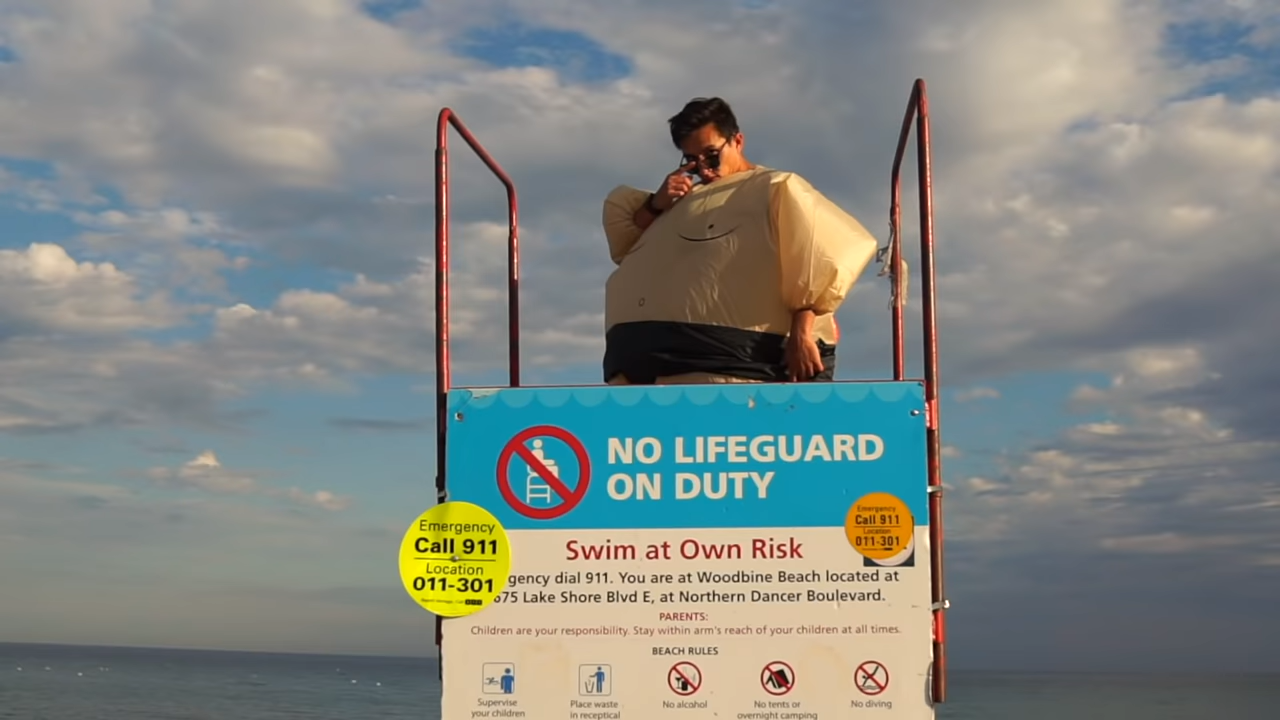 NO LIFEGUARD
ON DUTY
Emergency
Call 911
Location
011-301
Emergency
Call 911
Location
011-301
Swim at Own Risk
gency dial 911. You are at Woodbine Beach located at
675 Lake Shore Blvd E, at Northern Dancer Boulevard.
PARENTS:
Children are your responsibility. Stay within arm's reach of your children at all times.
BEACH RULES
Supervise
your children
Place waste
in receptical
No alcohol
No tents or
overnight camping
No diving